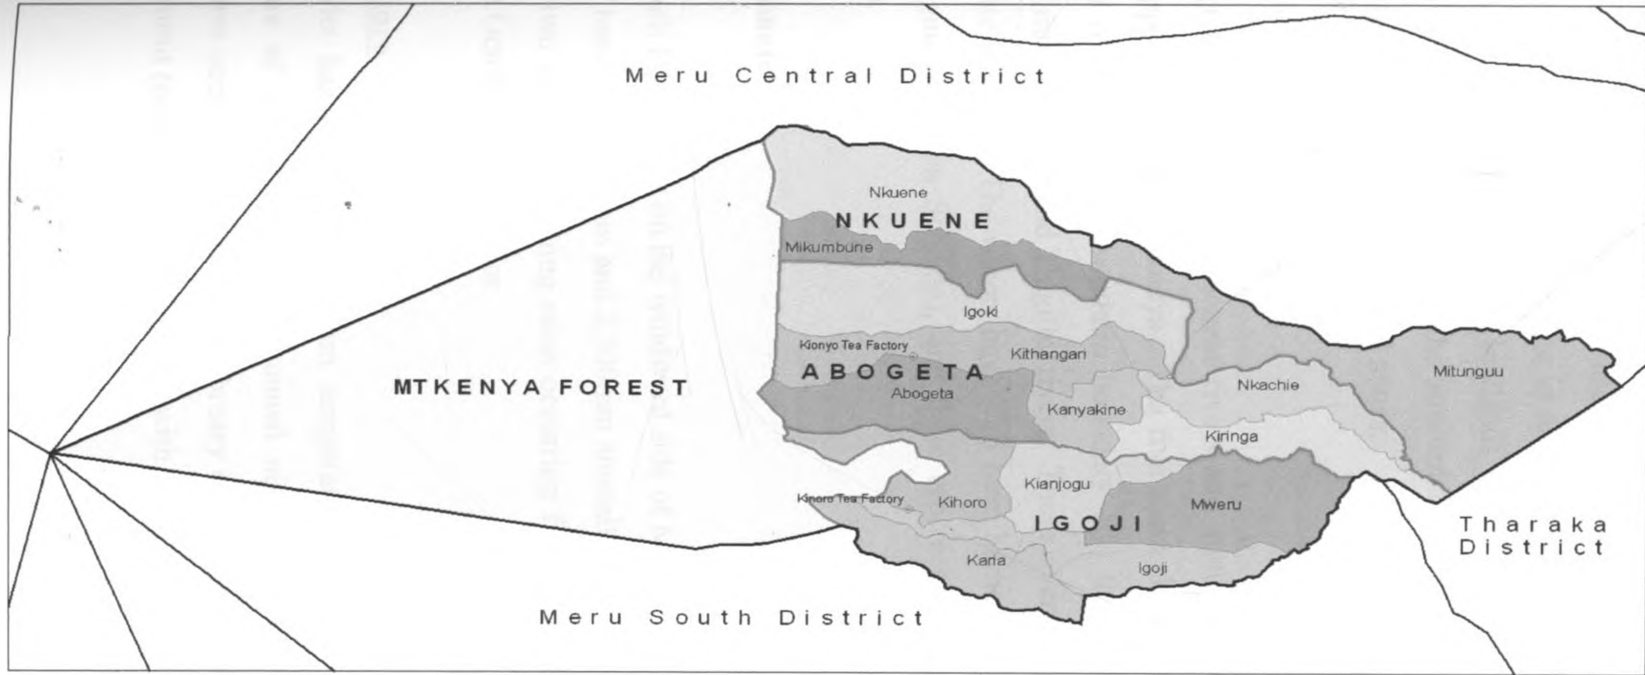 Meru Central District
Nkuene
NKUENE
Mikumbune
Igoki
Kionyo Tea Factory
Kithangari
ABOGETA
MTKENYA FOREST
Abogeta
Kanyakine
Nkachie
Mitunguu
Kiringa
Kianjogu
Kinoro Tea Factory
Kihoro
Mweru
IGOJI
Tharaka
District
Karia
Igoji
Meru South District